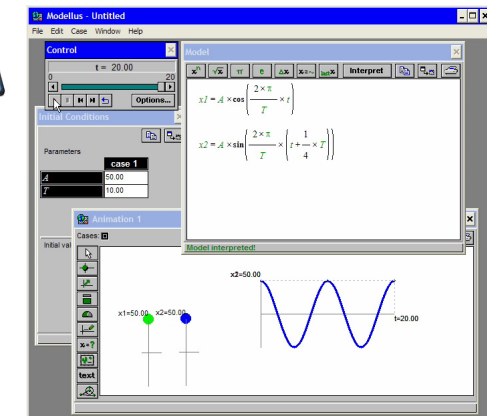 Modellus - Untitled
File Edit Case Window Help
Control
t = 20.00
0 20
Options...
Model
xⁿ √x π e Δx Interpret
x1 = A × cos(2 × π / T × t)
x2 = A × sin(2 × π / T × (t + 1 / 4 × T))
Model interpreted!
Initial Conditions
Parameters
case 1
A 50.00
T 10.00
Initial val
Animation 1
Cases:
x=?
text
x1=50.00 x2=50.00
x2=50.00
t=20.00